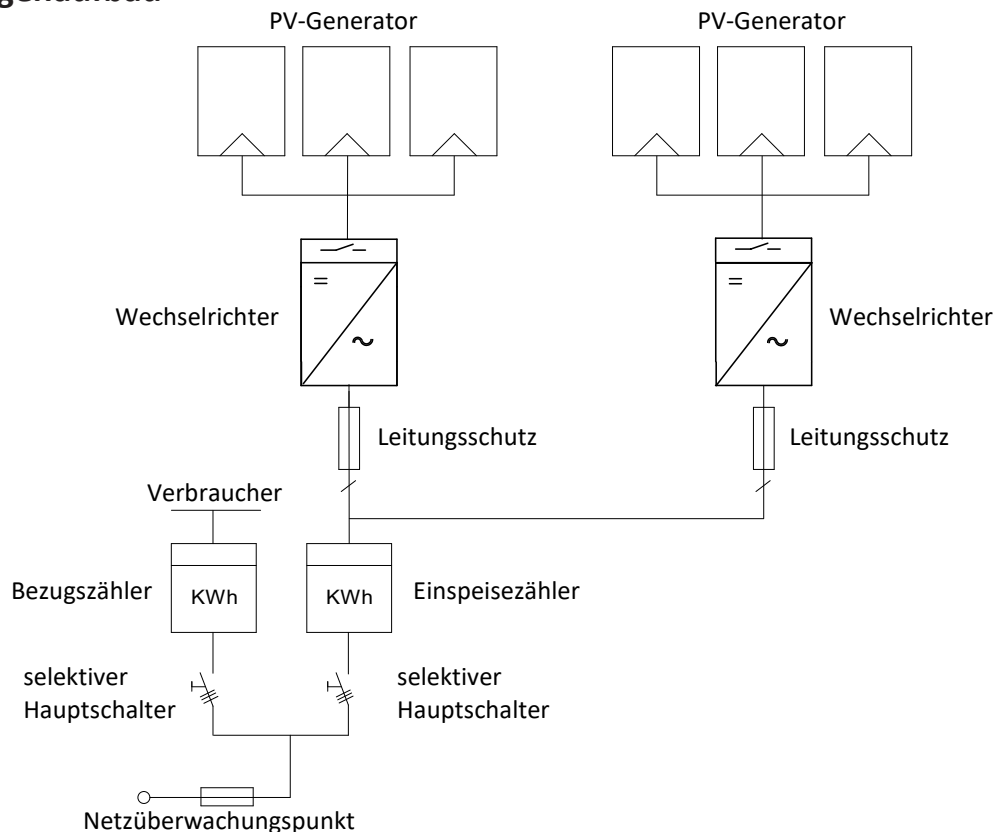 PV-Generator
PV-Generator
=
=
Wechselrichter
~
~
Wechselrichter
Leitungsschutz
Leitungsschutz
Verbraucher
Bezugszähler
KWh
KWh
Einspeisezähler
selektiver
Hauptschalter
selektiver
Hauptschalter
Netzüberwachungspunkt